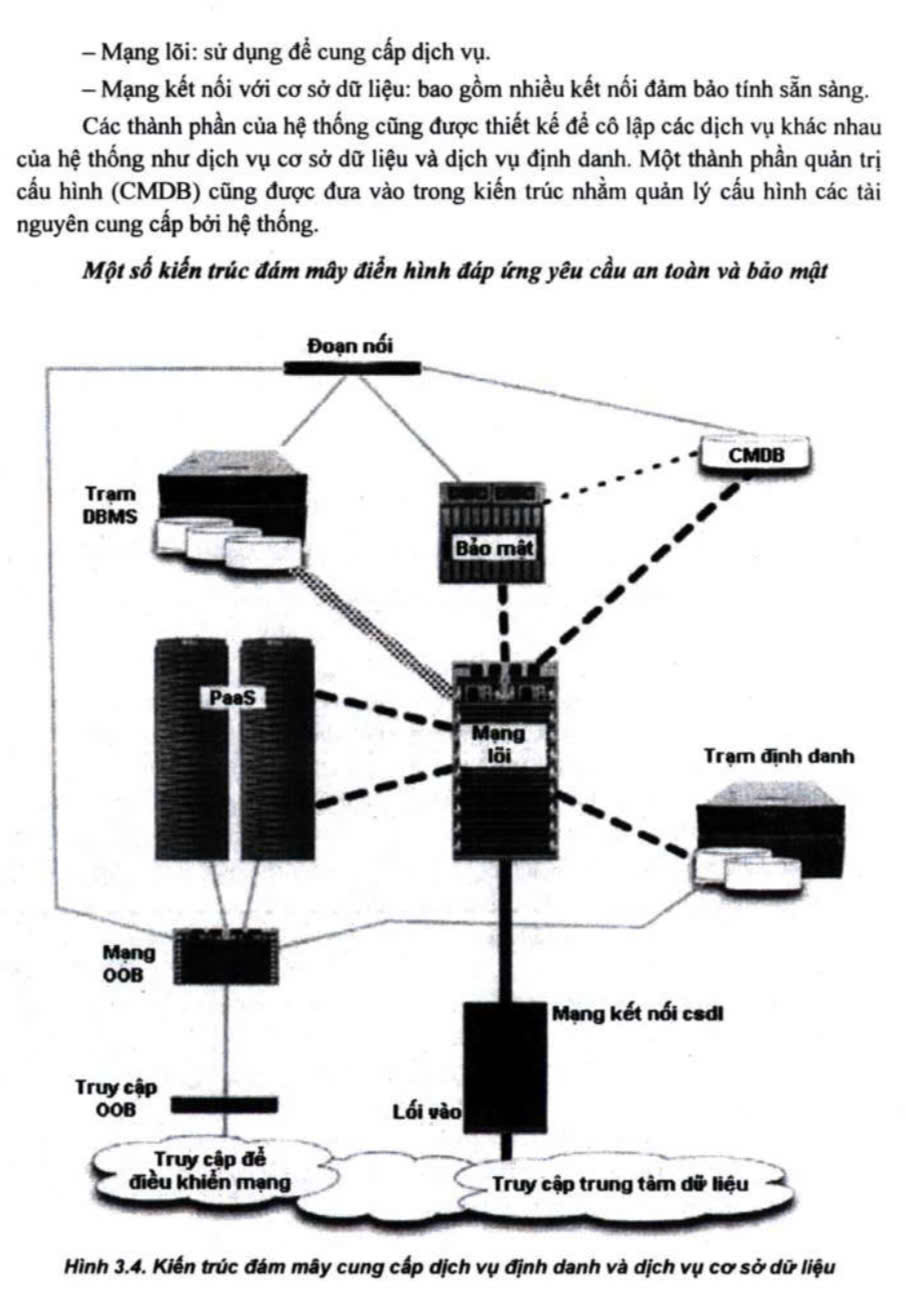 – Mạng lõi: sử dụng để cung cấp dịch vụ.
– Mạng kết nối với cơ sở dữ liệu: bao gồm nhiều kết nối đảm bảo tính sẵn sàng.
Các thành phần của hệ thống cũng được thiết kế để cô lập các dịch vụ khác nhau
của hệ thống như dịch vụ cơ sở dữ liệu và dịch vụ định danh. Một thành phần quản trị
cấu hình (CMDB) cũng được đưa vào trong kiến trúc nhằm quản lý cấu hình các tài
nguyên cung cấp bởi hệ thống.
Một số kiến trúc đám mây điển hình đáp ứng yêu cầu an toàn và bảo mật
Đoạn nối
CMDB
Trạm
DBMS
Bảo mật
PaaS
Mạng
lõi
Trạm định danh
Mạng
OOB
Mạng kết nối csdl
Truy cập
OOB
Lối vào
Truy cập để
điều khiển mạng
Truy cập trung tâm dữ liệu
Hình 3.4. Kiến trúc đám mây cung cấp dịch vụ định danh và dịch vụ cơ sở dữ liệu